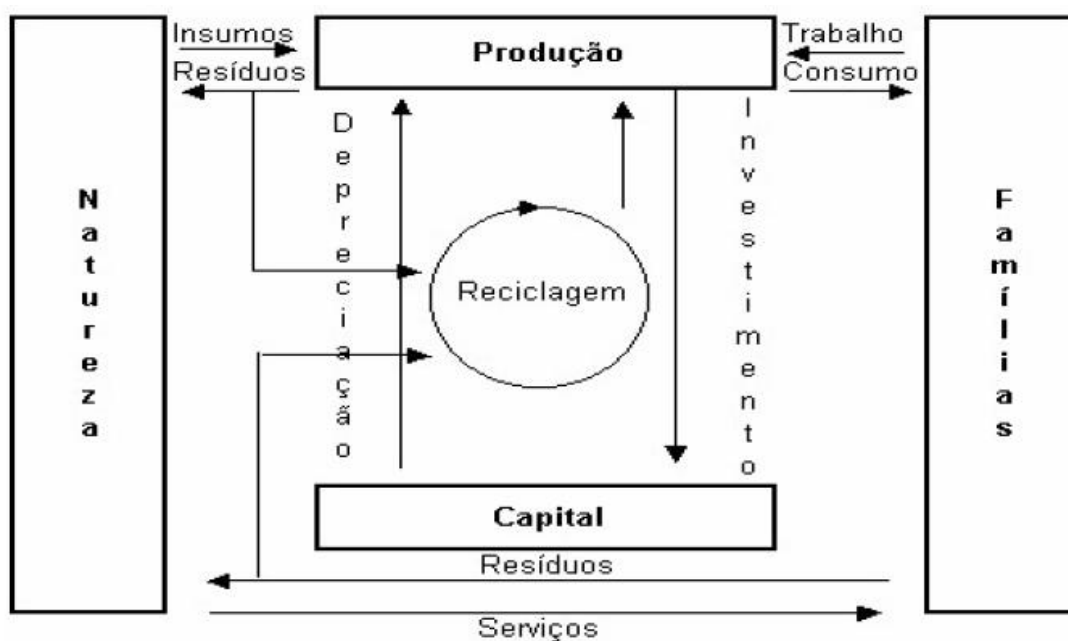 Insumos
Resíduos
Produção
Trabalho
Consumo
Natureza
Depreciação
Reciclagem
Investimento
Famílias
Capital
Resíduos
Serviços